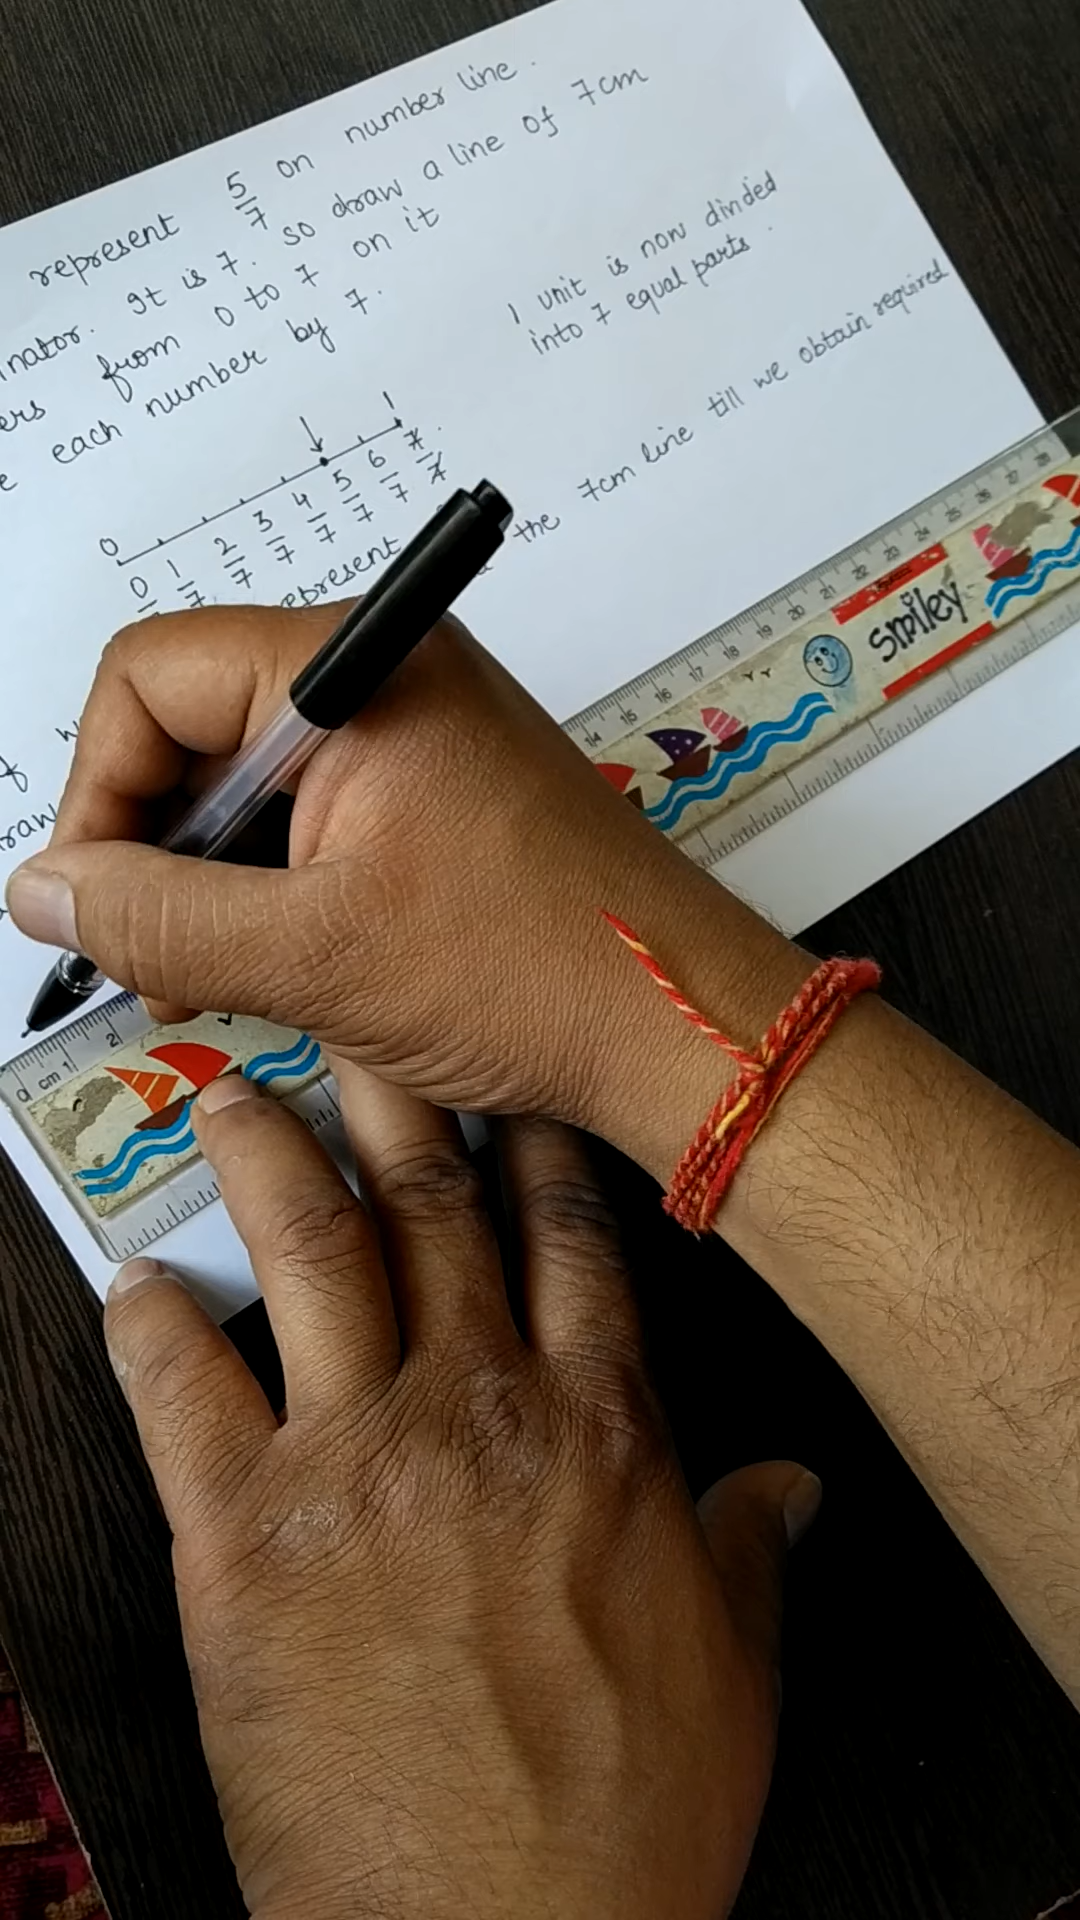 represent 5/7 on number line.
It is 7. so draw a line of 7cm
from 0 to 7 on it
each number by 7.
1 unit is now divided
into 7 equal parts.
0 1
0 1/7 2/7 3/7 4/7 5/7 6/7 7/7
the 7cm line till we obtain required
smiley
0 cm 1 2 14 15 16 17 18 19 20 21 22 23 24 25 26 27 28